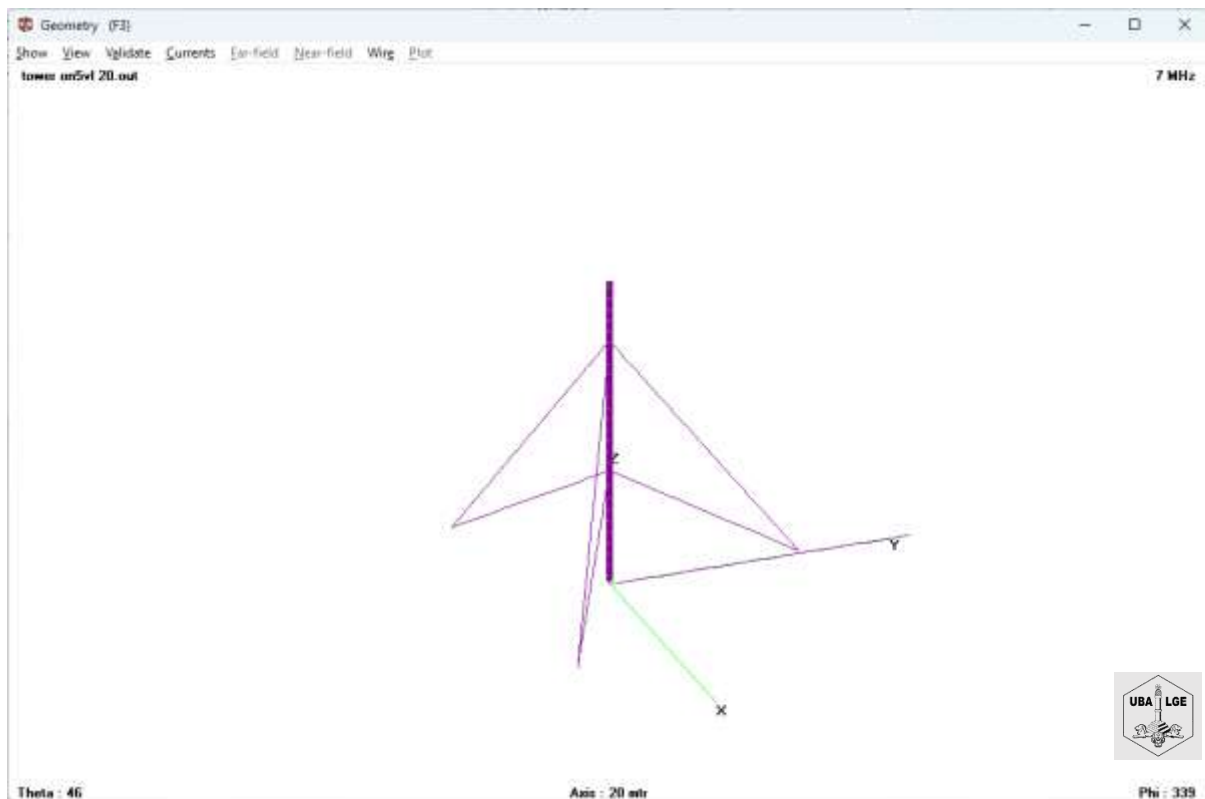 Geometry (F3)
Show View Validate Currents Far-field Near-field Wire Plot
tower on5vl 20.out
7 MHz
Z
Y
X
UBA LGE
Theta : 46
Axis : 20 mtr
Phi : 339